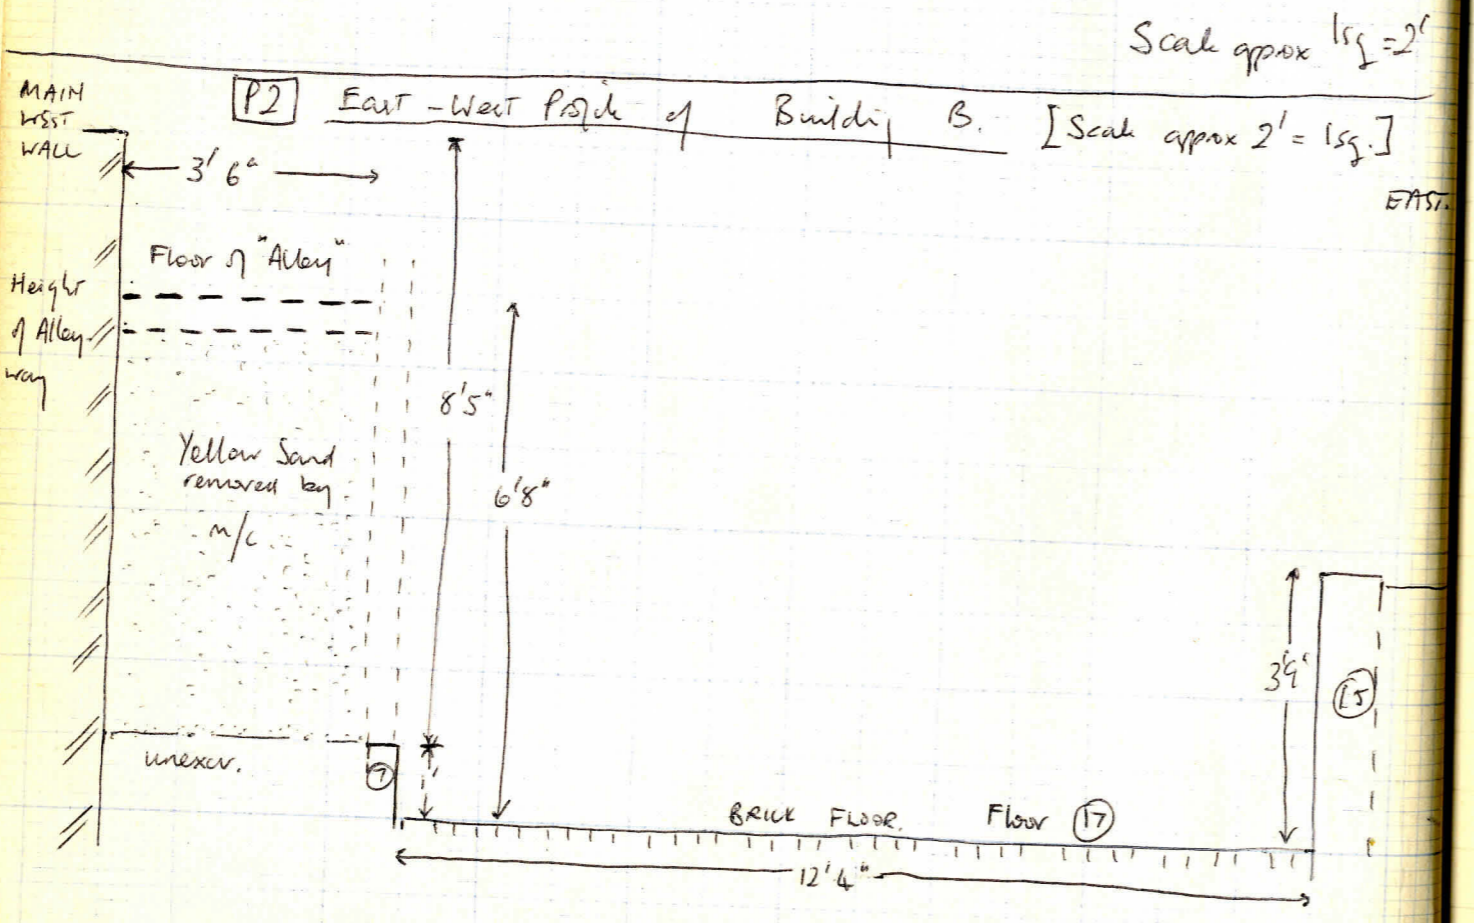 Scale approx 1sq = 2'
P2 East - West Profile of Building B. [Scale approx 2' = 1sq.]
MAIN
WEST
WALL
3' 6"
EAST.
Floor of "Alley"
Height
of Alley
way
8'5"
Yellow Sand
removed by
m/c
6'8"
3'9"
15
unexcv.
7
1'
BRICK FLOOR. Floor 17
12'4"